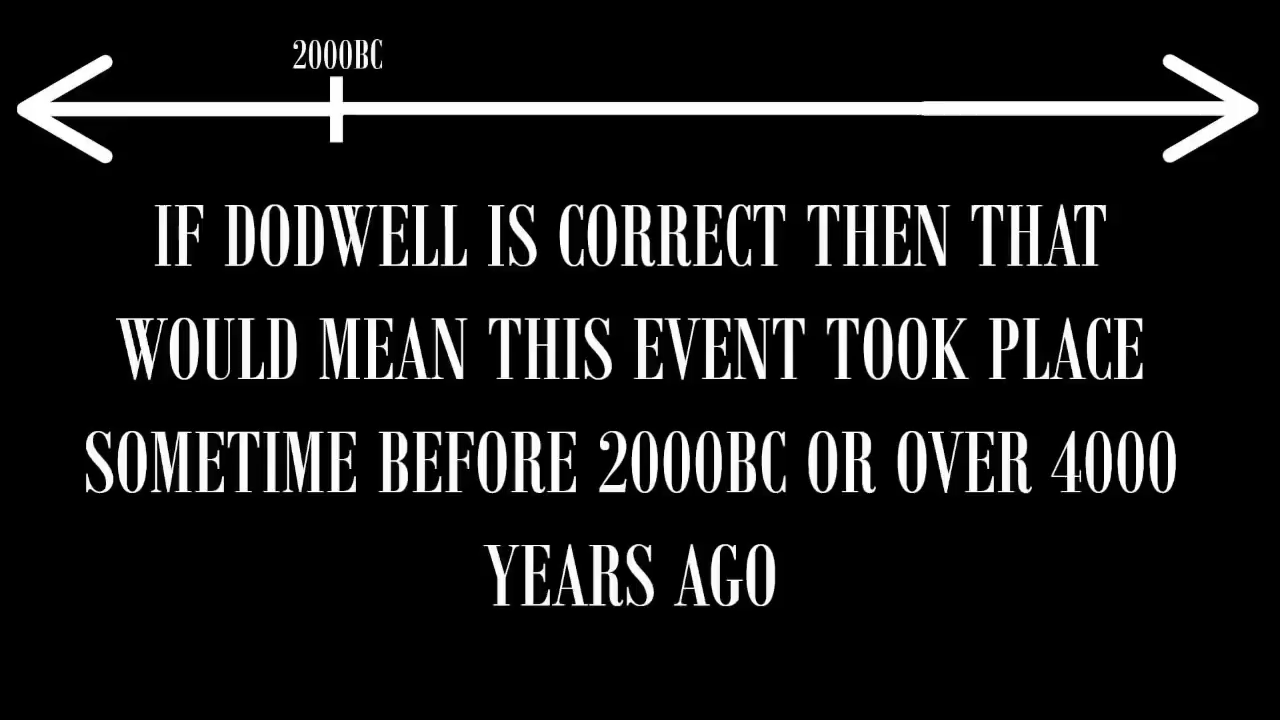 2000BC
IF DODWELL IS CORRECT THEN THAT
WOULD MEAN THIS EVENT TOOK PLACE
SOMETIME BEFORE 2000BC OR OVER 4000
YEARS AGO